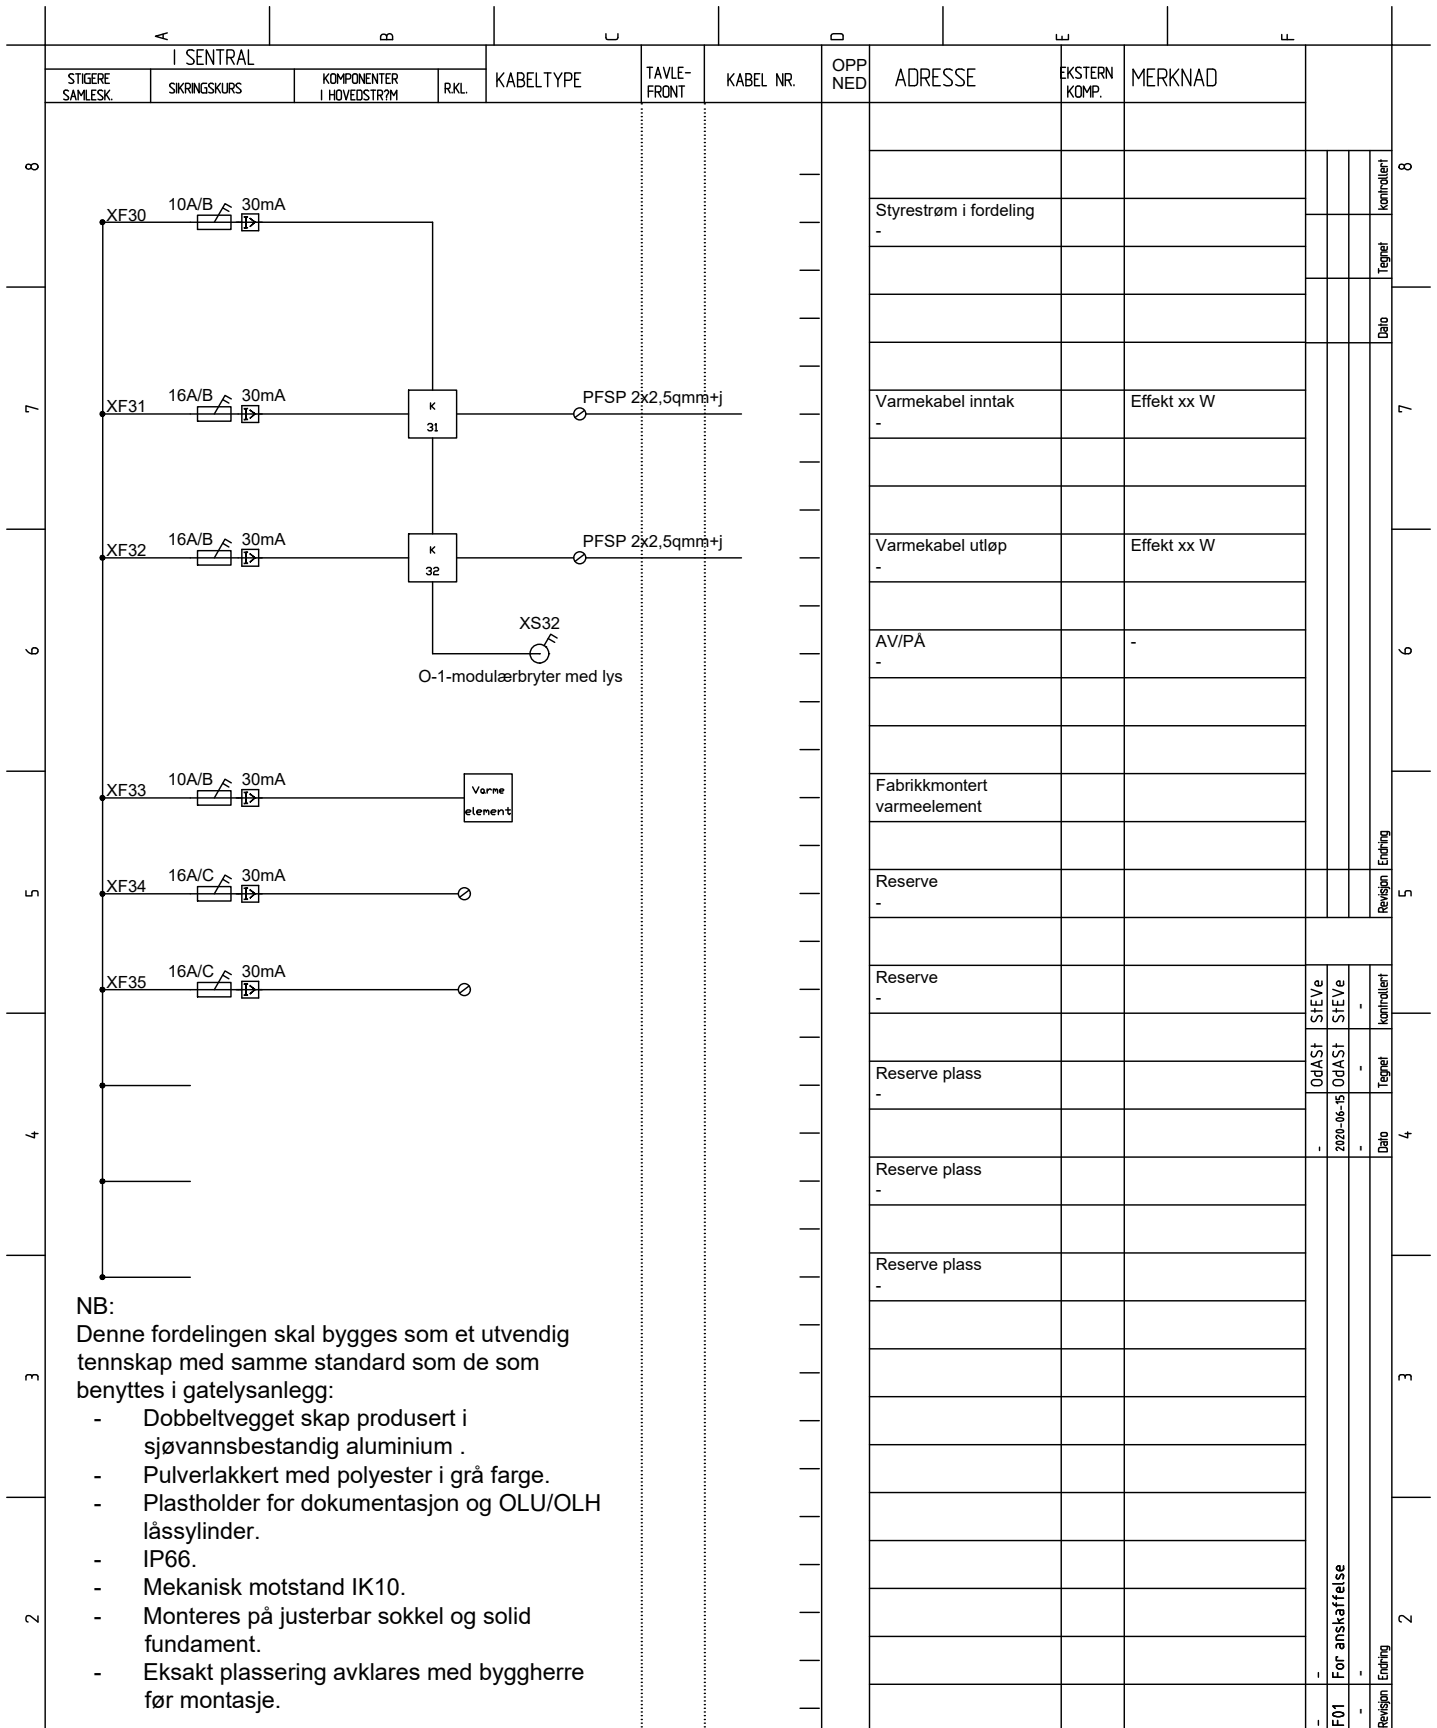 A B C D E F
I SENTRAL
STIGERE SAMLESK.
SIKRINGSKURS
KOMPONENTER I HOVEDSTR?M
R.KL.
KABELTYPE
TAVLE-FRONT
KABEL NR.
OPP NED
ADRESSE
EKSTERN KOMP.
MERKNAD
8
8
XF30 10A/B 30mA
Styrestrøm i fordeling
-
7
7
XF31 16A/B 30mA
K
31
PFSP 2x2,5qmm+j
Varmekabel inntak
-
Effekt xx W
XF32 16A/B 30mA
K
32
PFSP 2x2,5qmm+j
Varmekabel utløp
-
Effekt xx W
6
6
XS32
O-1-modulærbryter med lys
AV/PÅ
-
-
XF33 10A/B 30mA
Varme
element
Fabrikkmontert
varmeelement
5
5
XF34 16A/C 30mA
Reserve
-
XF35 16A/C 30mA
Reserve
-
4
4
Reserve plass
-
Reserve plass
-
Reserve plass
-
3
3
NB:
Denne fordelingen skal bygges som et utvendig
tennskap med samme standard som de som
benyttes i gatelysanlegg:
- Dobbeltvegget skap produsert i
sjøvannsbestandig aluminium .
- Pulverlakkert med polyester i grå farge.
- Plastholder for dokumentasjon og OLU/OLH
låssylinder.
- IP66.
- Mekanisk motstand IK10.
- Monteres på justerbar sokkel og solid
fundament.
- Eksakt plassering avklares med byggherre
før montasje.
2
2
Revisjon Endring Dato Tegnet kontrollert
- - - OdASt StEVe
F01 For anskaffelse 2020-06-15 OdASt StEVe
- - - - -
Revisjon Endring Dato Tegnet kontrollert